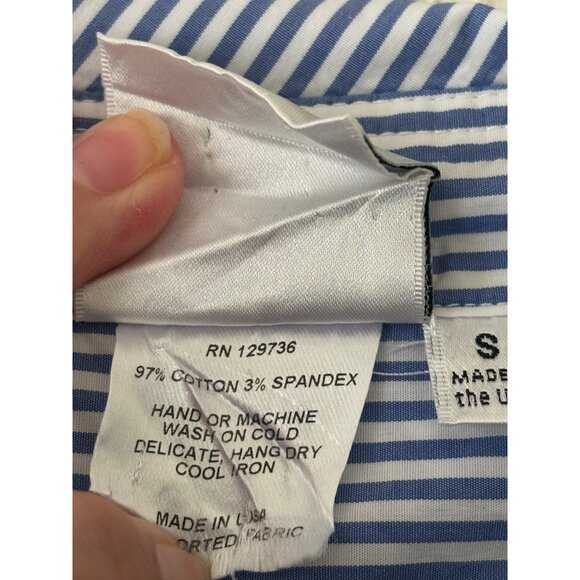 RN 129736
97% COTTON 3% SPANDEX
HAND OR MACHINE
WASH ON COLD
DELICATE, HANG DRY
COOL IRON
MADE IN USA
FABRIC
S
MADE
the U